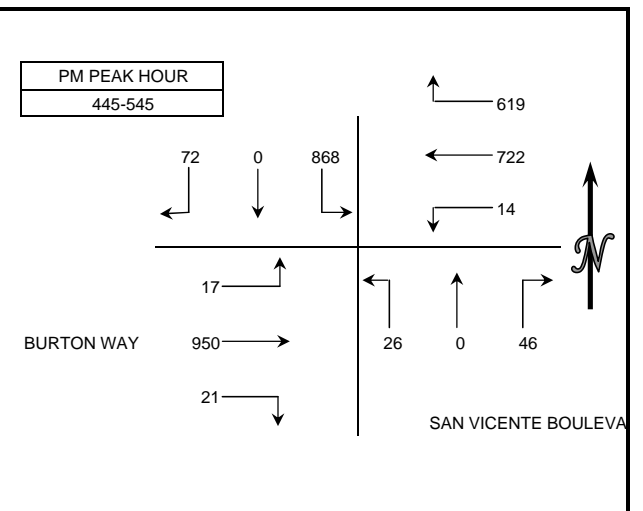 PM PEAK HOUR
445-545
619
72 0 868
722
14
N
17
BURTON WAY 950
26 0 46
21
SAN VICENTE BOULEVA